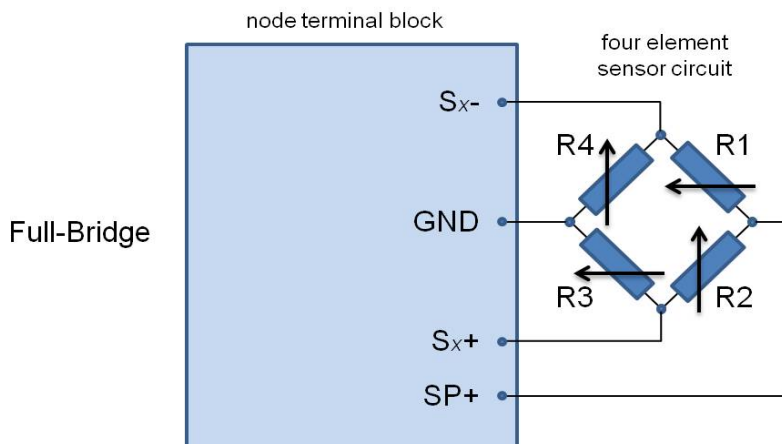 node terminal block
four element
sensor circuit
Sx-
R4
R1
GND
Full-Bridge
R3
R2
Sx+
SP+